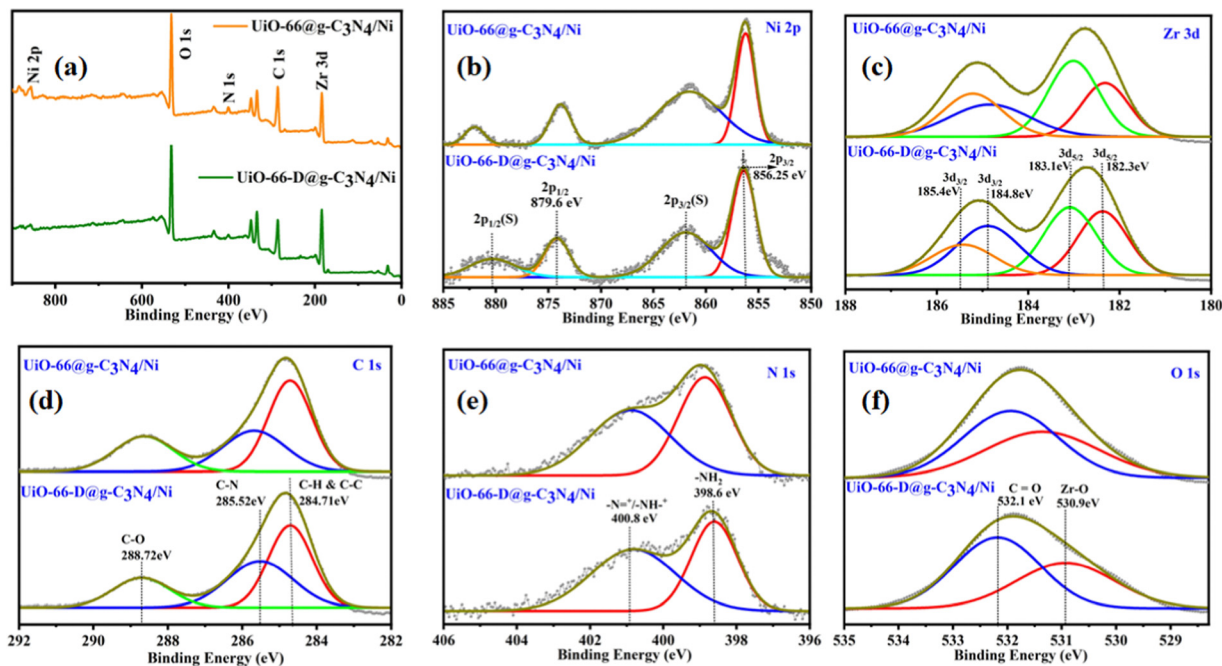 (a)
UiO-66@g-C3N4/Ni
UiO-66-D@g-C3N4/Ni
Ni 2p
O 1s
N 1s
C 1s
Zr 3d
800
600
400
200
0
Binding Energy (eV)
UiO-66@g-C3N4/Ni
Ni 2p
(b)
UiO-66-D@g-C3N4/Ni
2p1/2(S)
2p1/2
879.6 eV
2p3/2(S)
2p3/2
856.25 eV
885 880 875 870 865 860 855 850
Binding Energy (eV)
UiO-66@g-C3N4/Ni
Zr 3d
(c)
UiO-66-D@g-C3N4/Ni
3d3/2
185.4eV
3d3/2
184.8eV
3d5/2
183.1eV
3d5/2
182.3eV
188 186 184 182 180
Binding Energy (eV)
UiO-66@g-C3N4/Ni
C 1s
(d)
UiO-66-D@g-C3N4/Ni
C-O
288.72eV
C-N
285.52eV
C-H & C-C
284.71eV
292 290 288 286 284 282
Binding Energy (eV)
UiO-66@g-C3N4/Ni
N 1s
(e)
UiO-66-D@g-C3N4/Ni
-N=+/-NH-+
400.8 eV
-NH2
398.6 eV
406 404 402 400 398 396
Binding Energy (eV)
UiO-66@g-C3N4/Ni
O 1s
(f)
UiO-66-D@g-C3N4/Ni
C = O
532.1 eV
Zr-O
530.9eV
535 534 533 532 531 530 529
Binding Energy (eV)